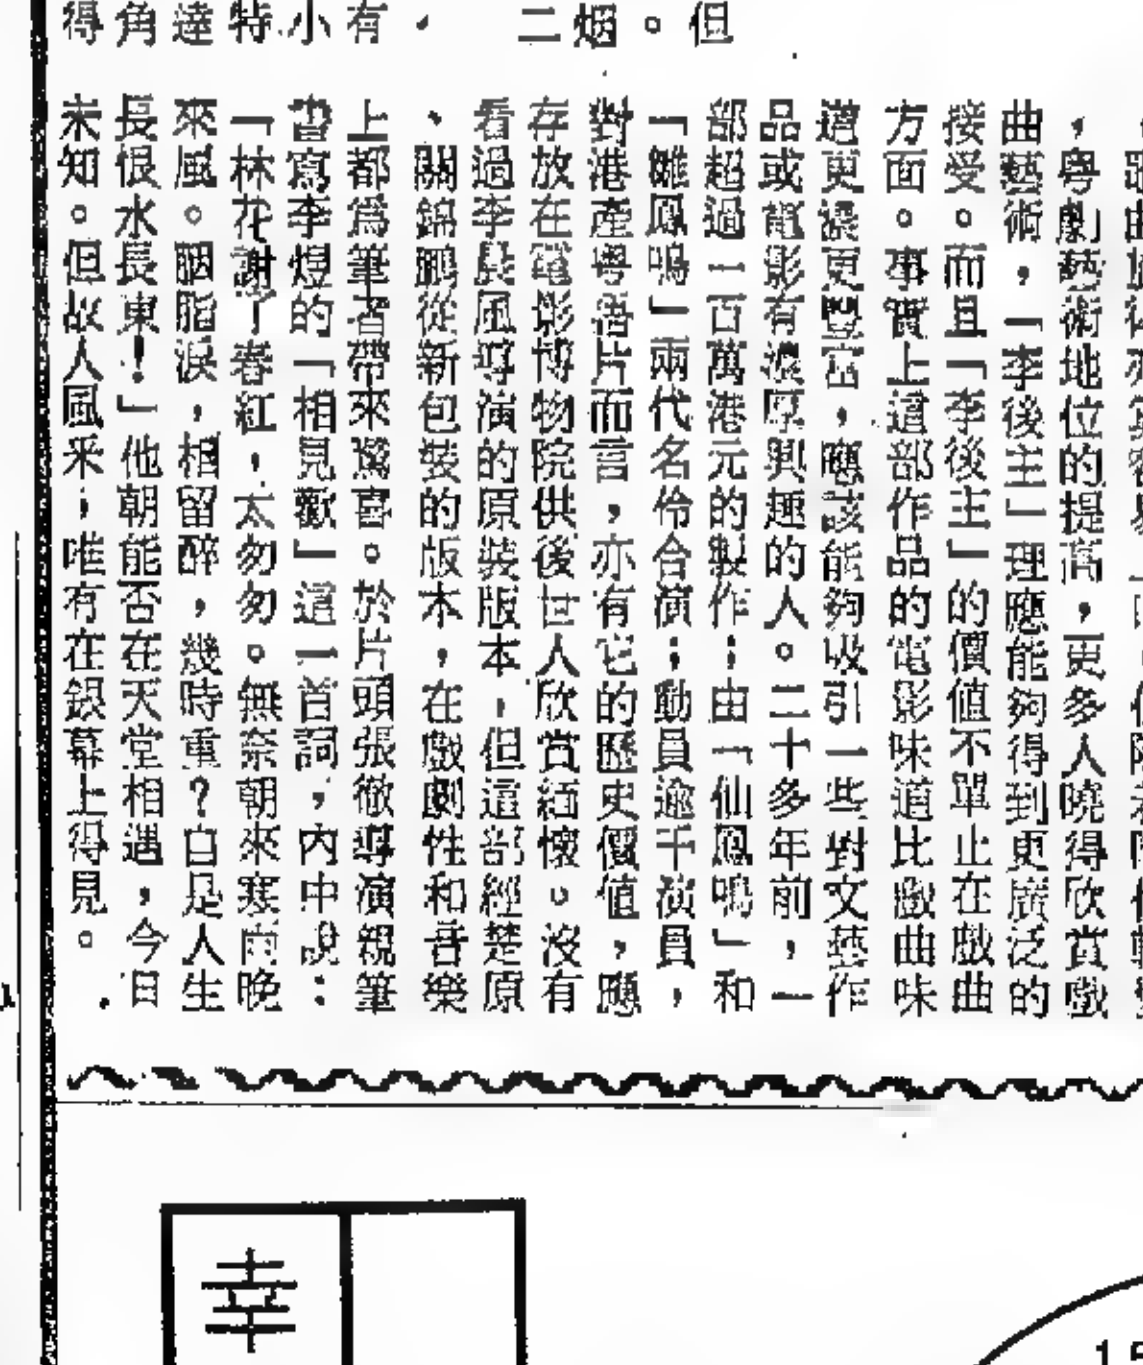 但
。
烟
二
，
有
小
特
達
角
得
，粵劇藝術地位的提高，更多人曉得欣賞戲
曲藝術，「李後主」理應能夠得到更廣泛的
接受。而且「李後主」的價值不單止在戲曲
方面。事實上這部作品的電影味道比戲曲味
道更濃更豐富，應該能夠吸引一些對文藝作
品或電影有濃厚興趣的人。二十多年前，一
部超過一百萬港元的製作；由「仙鳳鳴」和
「雛鳳鳴」兩代名伶合演；動員逾千演員，
對港產粵語片而言，亦有它的歷史價值，應
存放在電影博物院供後世人欣賞緬懷。沒有
看過李晨風導演的原裝版本，但這部經楚原
、關錦鵬從新包裝的版本，在戲劇性和音樂
上都為筆者帶來驚喜。於片頭張徹導演親筆
書寫李煜的「相見歡」這一首詞，內中說：
「林花謝了春紅，太匆匆。無奈朝來寒雨晚
來風。胭脂淚，相留醉，幾時重？自是人生
長恨水長東！」他朝能否在天堂相遇，今日
未知。但故人風采，唯有在銀幕上得見。
幸